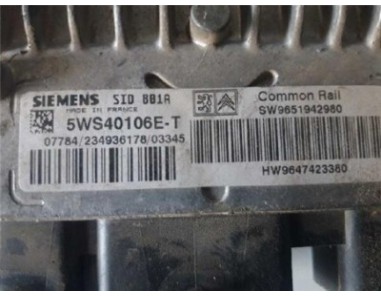 SIEMENS SID 801A
MADE IN FRANCE
5WS40106E-T
07784/234936178/03345
Common Rail
SW9651942980
HW9647423380